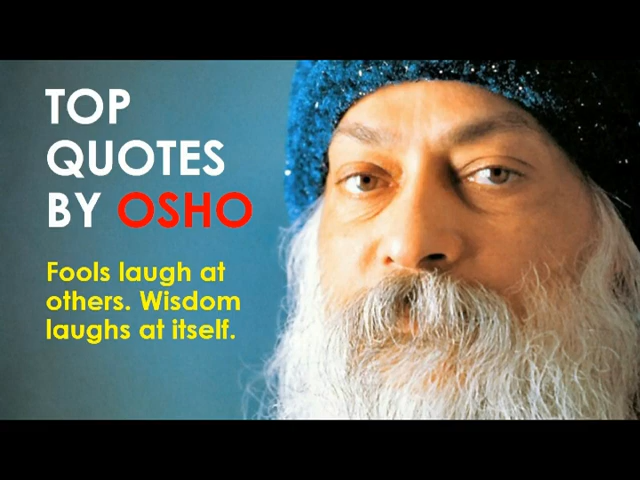 TOP
QUOTES
BY OSHO
Fools laugh at
others. Wisdom
laughs at itself.